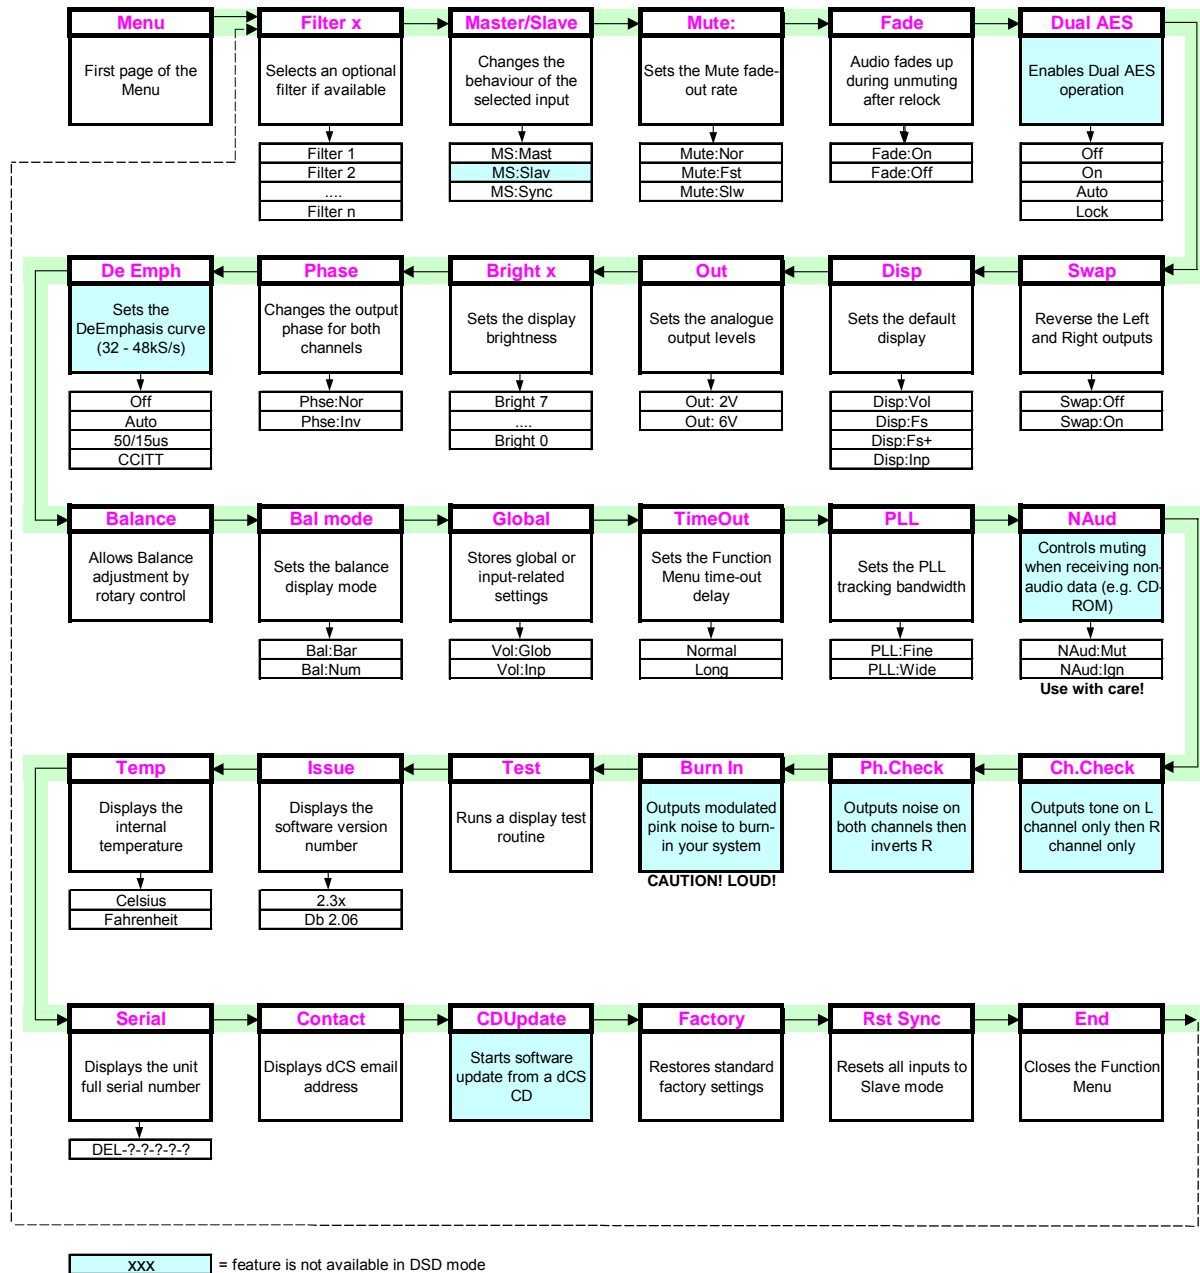 Menu
First page of the
Menu
Filter x
Selects an optional
filter if available
Filter 1
Filter 2
....
Filter n
Master/Slave
Changes the
behaviour of the
selected input
MS:Mast
MS:Slav
MS:Sync
Mute:
Sets the Mute fade-
out rate
Mute:Nor
Mute:Fst
Mute:Slw
Fade
Audio fades up
during unmuting
after relock
Fade:On
Fade:Off
Dual AES
Enables Dual AES
operation
Off
On
Auto
Lock
De Emph
Sets the
DeEmphasis curve
(32 - 48kS/s)
Off
Auto
50/15us
CCITT
Phase
Changes the output
phase for both
channels
Phse:Nor
Phse:Inv
Bright x
Sets the display
brightness
Bright 7
....
Bright 0
Out
Sets the analogue
output levels
Out: 2V
Out: 6V
Disp
Sets the default
display
Disp:Vol
Disp:Fs
Disp:Fs+
Disp:Inp
Swap
Reverse the Left
and Right outputs
Swap:Off
Swap:On
Balance
Allows Balance
adjustment by
rotary control
Bal mode
Sets the balance
display mode
Bal:Bar
Bal:Num
Global
Stores global or
input-related
settings
Vol:Glob
Vol:Inp
TimeOut
Sets the Function
Menu time-out
delay
Normal
Long
PLL
Sets the PLL
tracking bandwidth
PLL:Fine
PLL:Wide
NAud
Controls muting
when receiving non-
audio data (e.g. CD-
ROM)
NAud:Mut
NAud:Ign
Use with care!
Temp
Displays the
internal
temperature
Celsius
Fahrenheit
Issue
Displays the
software version
number
2.3x
Db 2.06
Test
Runs a display test
routine
Burn In
Outputs modulated
pink noise to burn-
in your system
CAUTION! LOUD!
Ph.Check
Outputs noise on
both channels then
inverts R
Ch.Check
Outputs tone on L
channel only then R
channel only
Serial
Displays the unit
full serial number
DEL-?-?-?-?-?
Contact
Displays dCS email
address
CDUpdate
Starts software
update from a dCS
CD
Factory
Restores standard
factory settings
Rst Sync
Resets all inputs to
Slave mode
End
Closes the Function
Menu
xxx = feature is not available in DSD mode